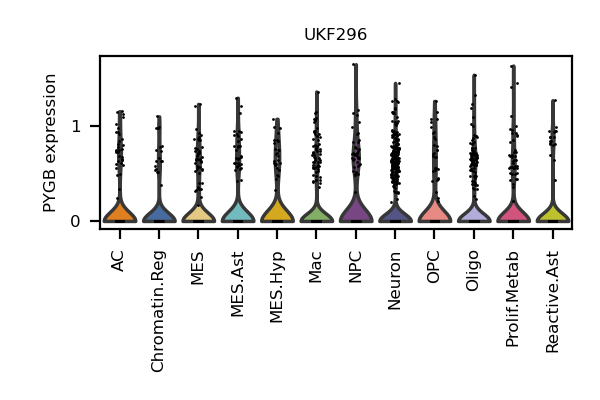 UKF296
PYGB expression
1
0
AC
Chromatin.Reg
MES
MES.Ast
MES.Hyp
Mac
NPC
Neuron
OPC
Oligo
Prolif.Metab
Reactive.Ast